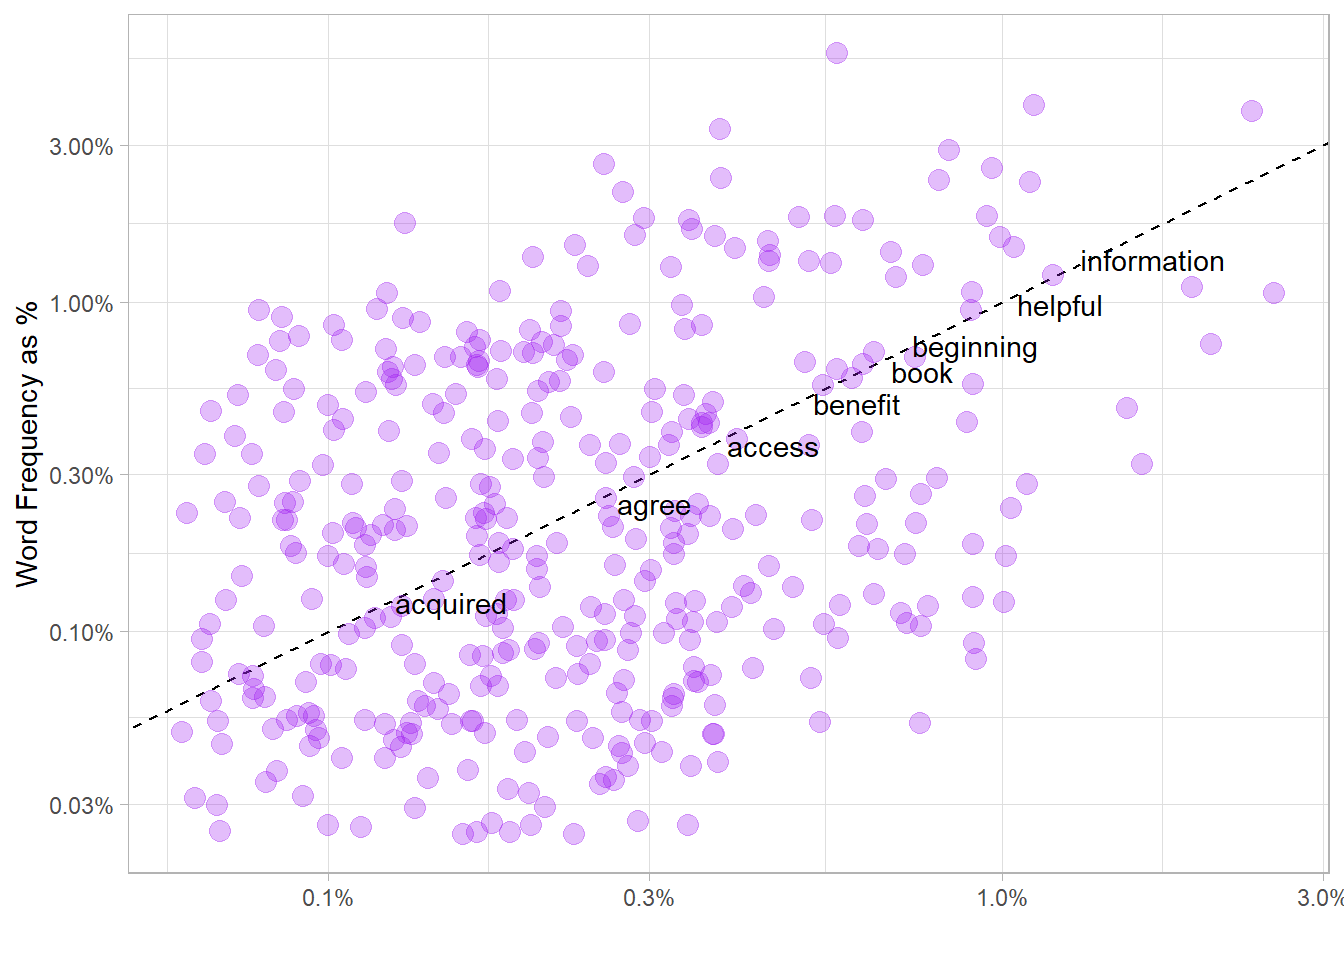 Word Frequency as %
3.00%
1.00%
0.30%
0.10%
0.03%
information
helpful
beginning
book
benefit
access
agree
acquired
0.1%
0.3%
1.0%
3.0%